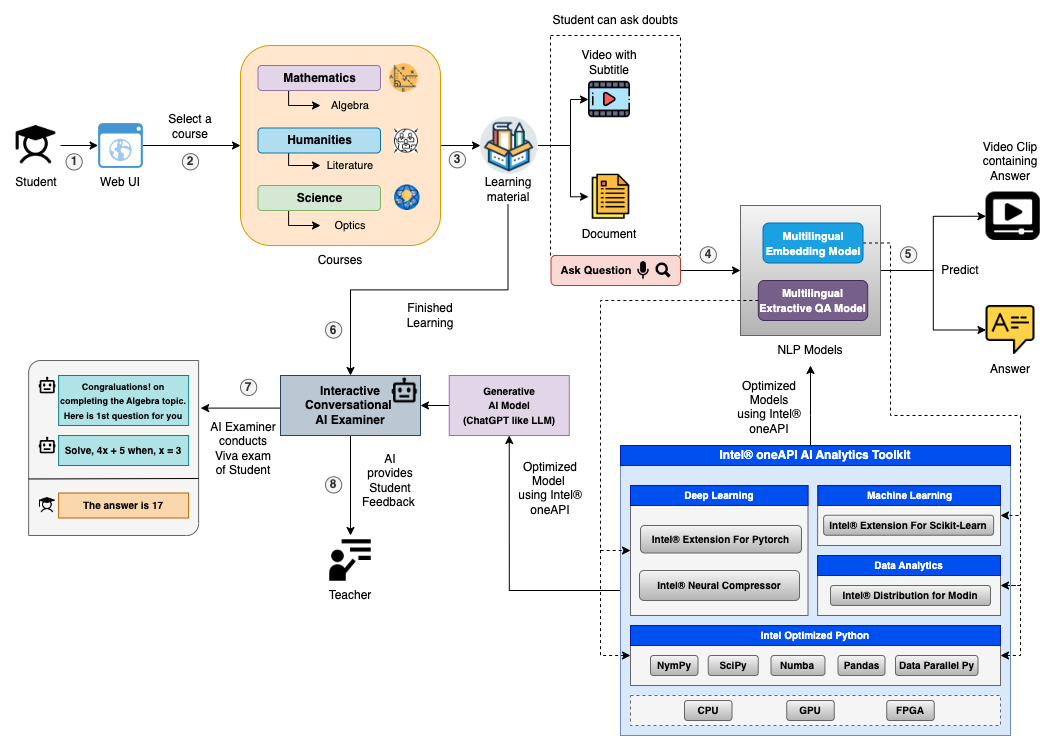 Student can ask doubts
Video with
Subtitle
Mathematics
Algebra
Humanities
Literature
Science
Optics
Courses
Student
1
Web UI
Select a
course
2
3
Learning
material
Document
Ask Question
4
Multilingual
Embedding Model
Multilingual
Extractive QA Model
NLP Models
5
Predict
Video Clip
containing
Answer
A
Answer
Finished
Learning
6
Interactive
Conversational
AI Examiner
Generative
AI Model
(ChatGPT like LLM)
7
AI Examiner
conducts
Viva exam
of Student
Congraluations! on
completing the Algebra topic.
Here is 1st question for you
Solve, 4x + 5 when, x = 3
The answer is 17
8
AI
provides
Student
Feedback
Teacher
Optimized
Model
using Intel®
oneAPI
Optimized
Models
using Intel®
oneAPI
Intel® oneAPI AI Analytics Toolkit
Deep Learning
Intel® Extension For Pytorch
Intel® Neural Compressor
Machine Learning
Intel® Extension For Scikit-Learn
Data Analytics
Intel® Distribution for Modin
Intel Optimized Python
NymPy
SciPy
Numba
Pandas
Data Parallel Py
CPU
GPU
FPGA